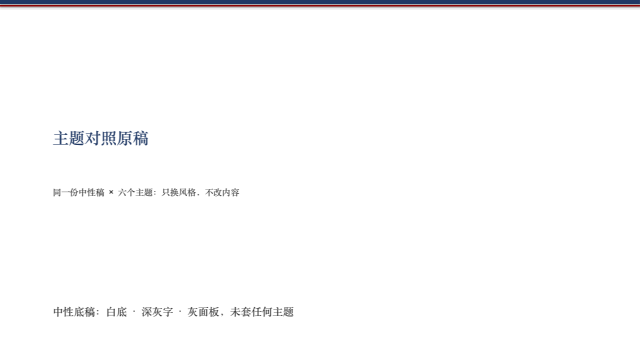 主题对照原稿
同一份中性稿 × 六个主题：只换风格，不改内容
中性底稿：白底 · 深灰字 · 灰面板，未套任何主题